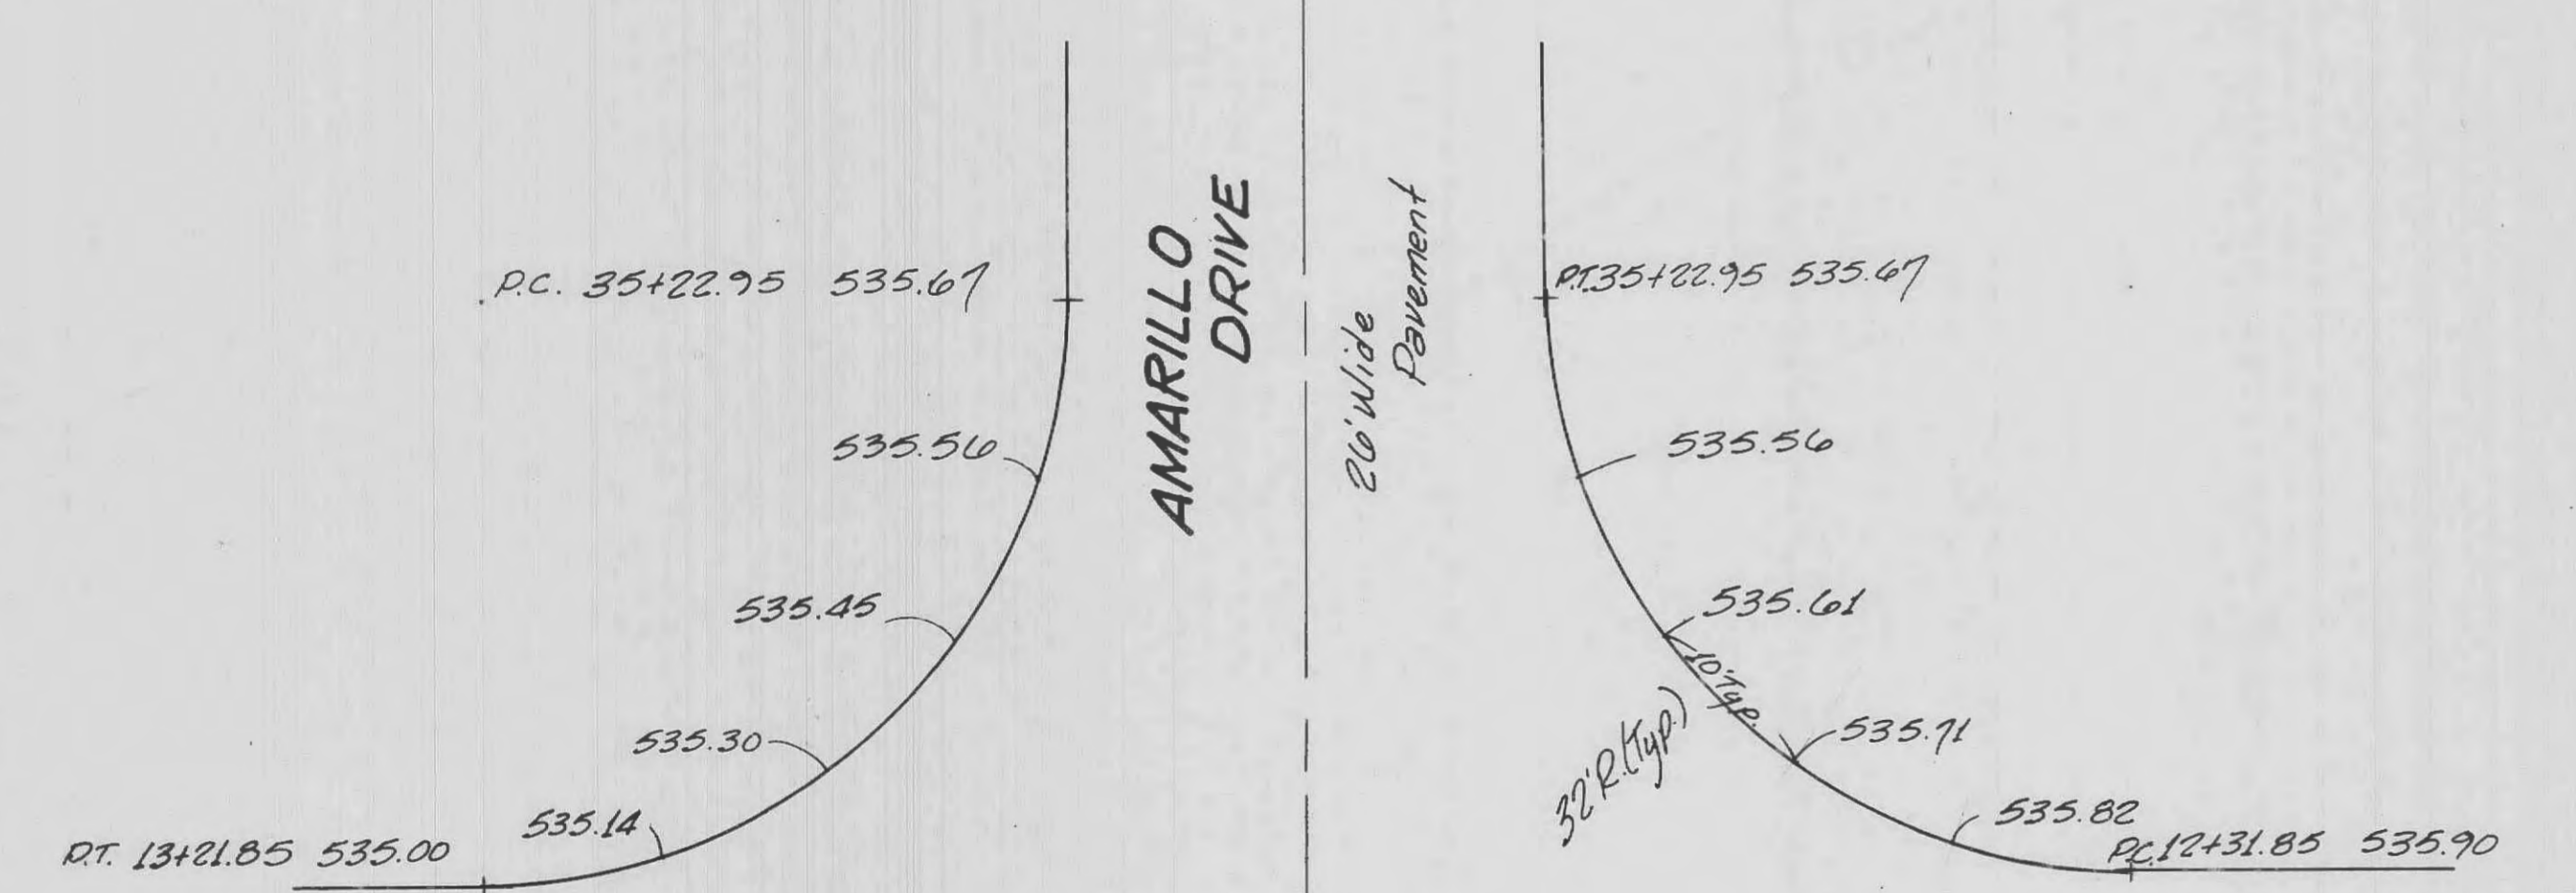 P.C. 35+22.95 535.67
535.56
535.45
535.30
535.14
P.T. 13+21.85 535.00
AMARILLO
DRIVE
26' Wide
Pavement
P.T. 35+22.95 535.67
535.56
535.61
10' Typ.
32' R. (Typ.)
535.71
535.82
P.C. 12+31.85 535.90